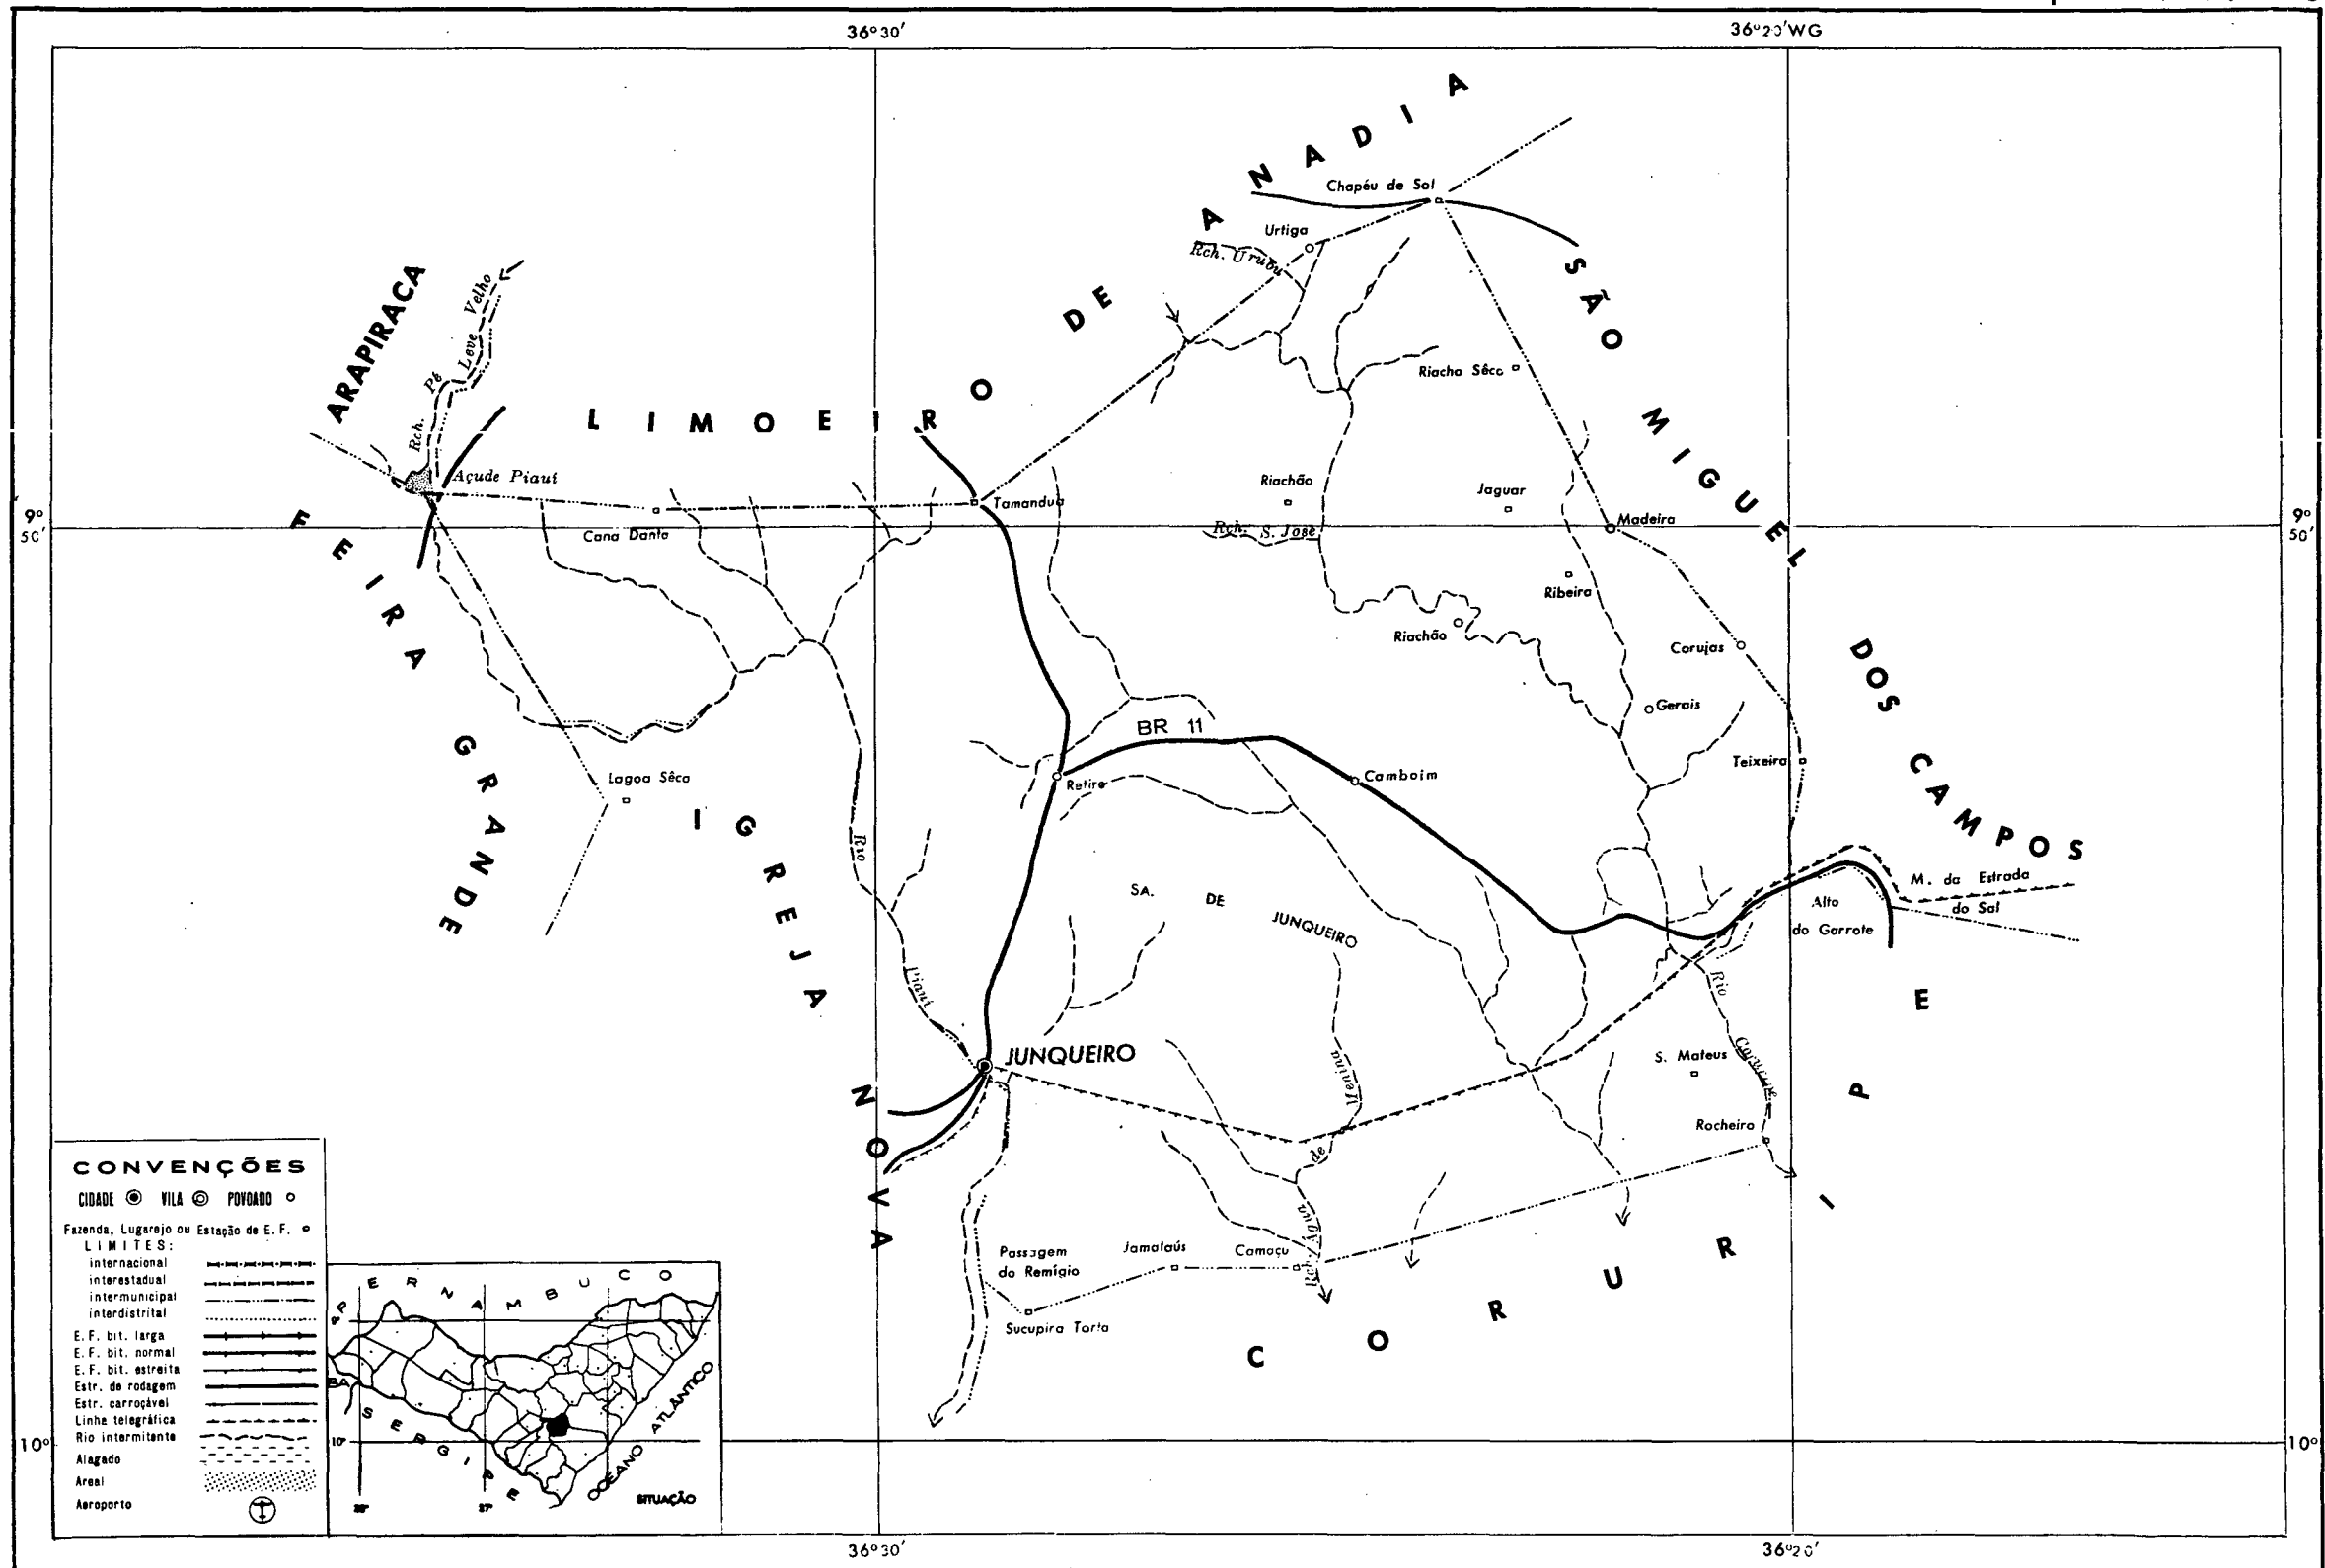 36°30'
36°20'WG
ANADIA
Chapéu de Sol
Urtiga
Rch. Urubu
ARAPIRACA
Rch. Pé Leve Velho
LIMOEIRO DE
SÃO MIGUEL DOS CAMPOS
Riacho Sêco
Açude Piauí
Tamanduá
Riachão
Jaguar
9°
50'
Cana Danta
Rch. S. José
Madeira
9°
50'
FEIRA GRANDE
Ribeira
Riachão
Corujas
Gerais
BR 11
Lagoa Sêca
Retiro
Camboim
Teixeira
IGREJA NOVA
Rio Piauí
SA. DE JUNQUEIRO
M. da Estrada
do Sal
Alto
do Garrote
Rio Coruripe
JUNQUEIRO
Rch. Água de Menina
S. Mateus
Rocheiro
CORURIPE
Passagem
do Remígio
Jamataús
Camaçu
Sucupira Torta
CONVENÇÕES
CIDADE VILA POVOADO
Fazenda, Lugarejo ou Estação de E.F.
LIMITES:
internacional
interestadual
intermunicipal
interdistrital
E.F. bit. larga
E.F. bit. normal
E.F. bit. estreita
Estr. de rodagem
Estr. carroçável
Linha telegráfica
Rio intermitente
Alagado
Areal
Aeroporto
PERNAMBUCO
9°
BA
SERGIPE
10°
OCEANO ATLÂNTICO
38°
37°
SITUAÇÃO
10°
10°
36°30'
36°20'